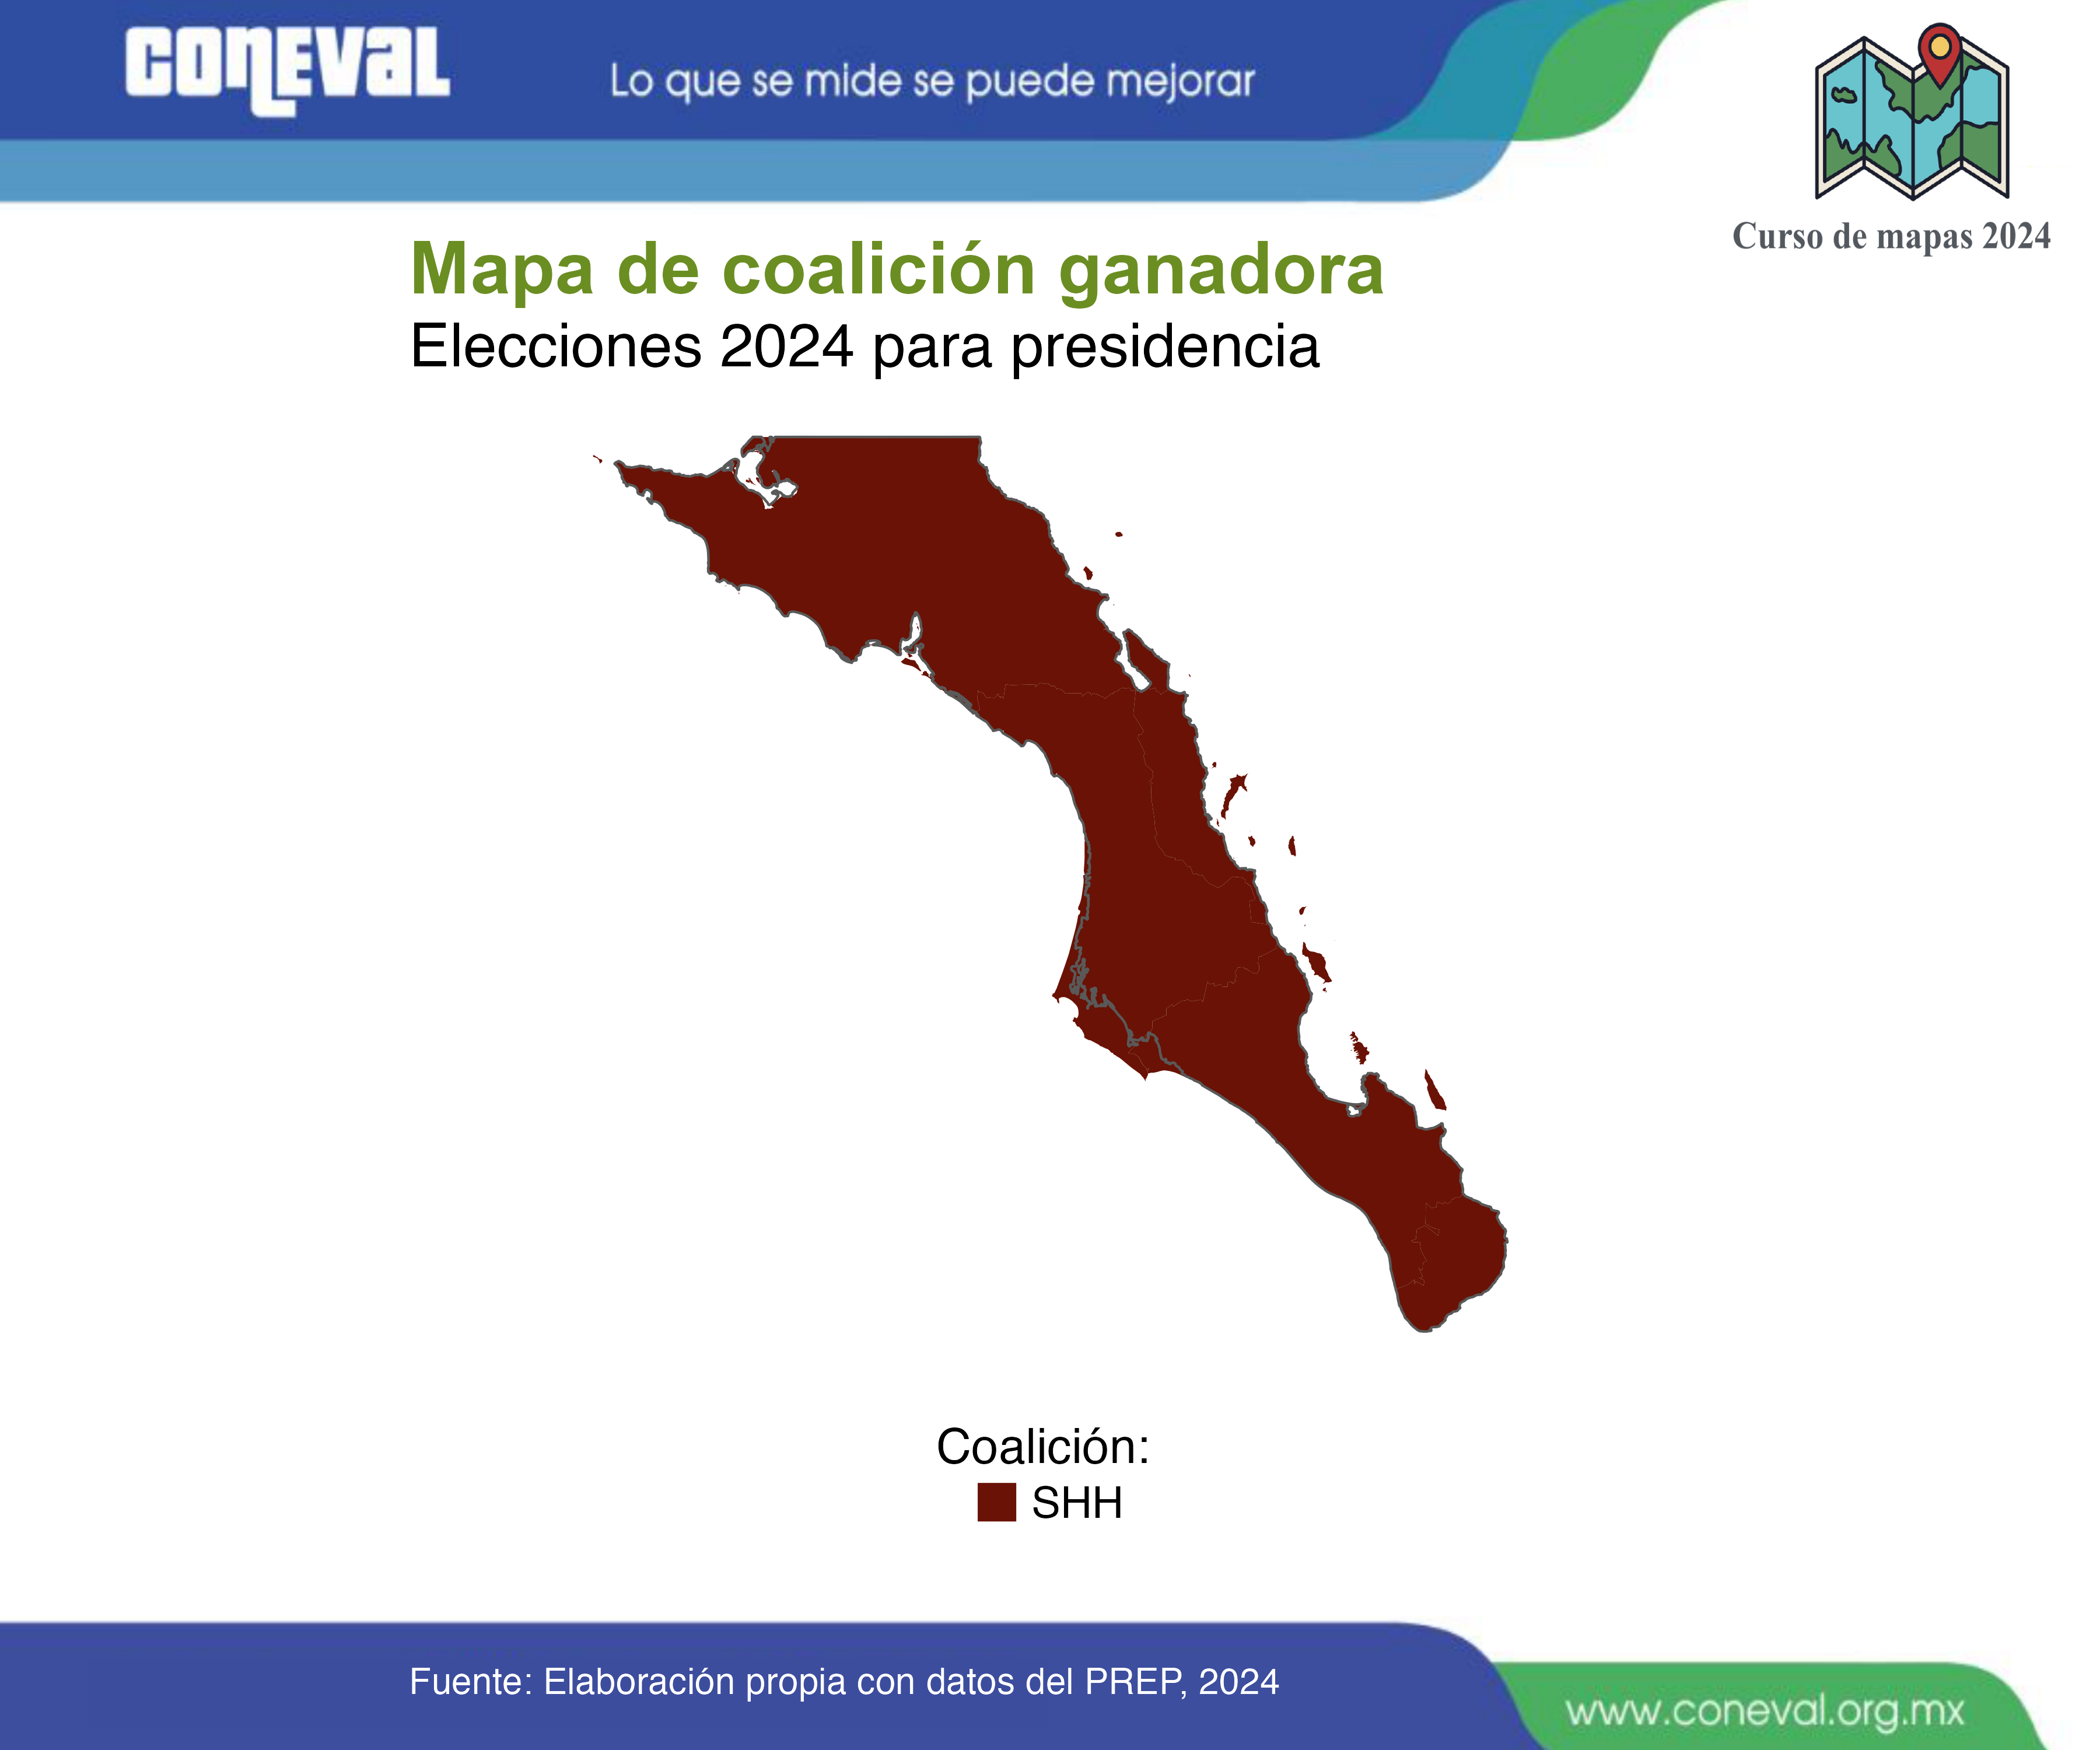 CONEVAL
Lo que se mide se puede mejorar
Curso de mapas 2024
Mapa de coalición ganadora
Elecciones 2024 para presidencia
Coalición:
SHH
Fuente: Elaboración propia con datos del PREP, 2024
www.coneval.org.mx